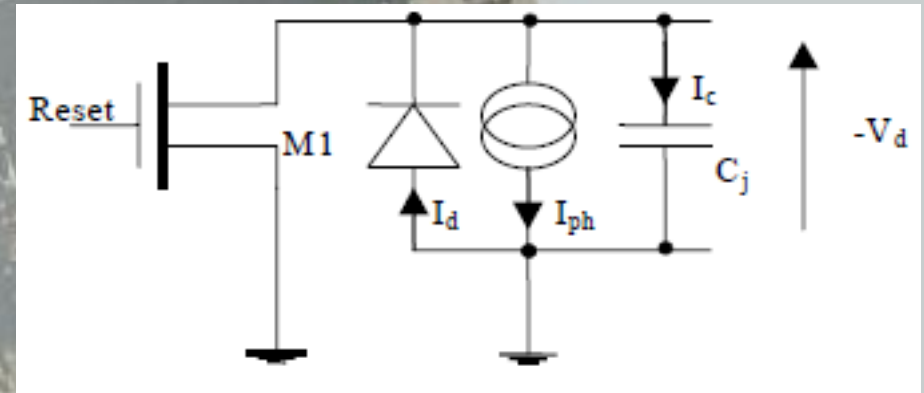 Reset
M1
I_d
I_ph
I_c
C_j
-V_d